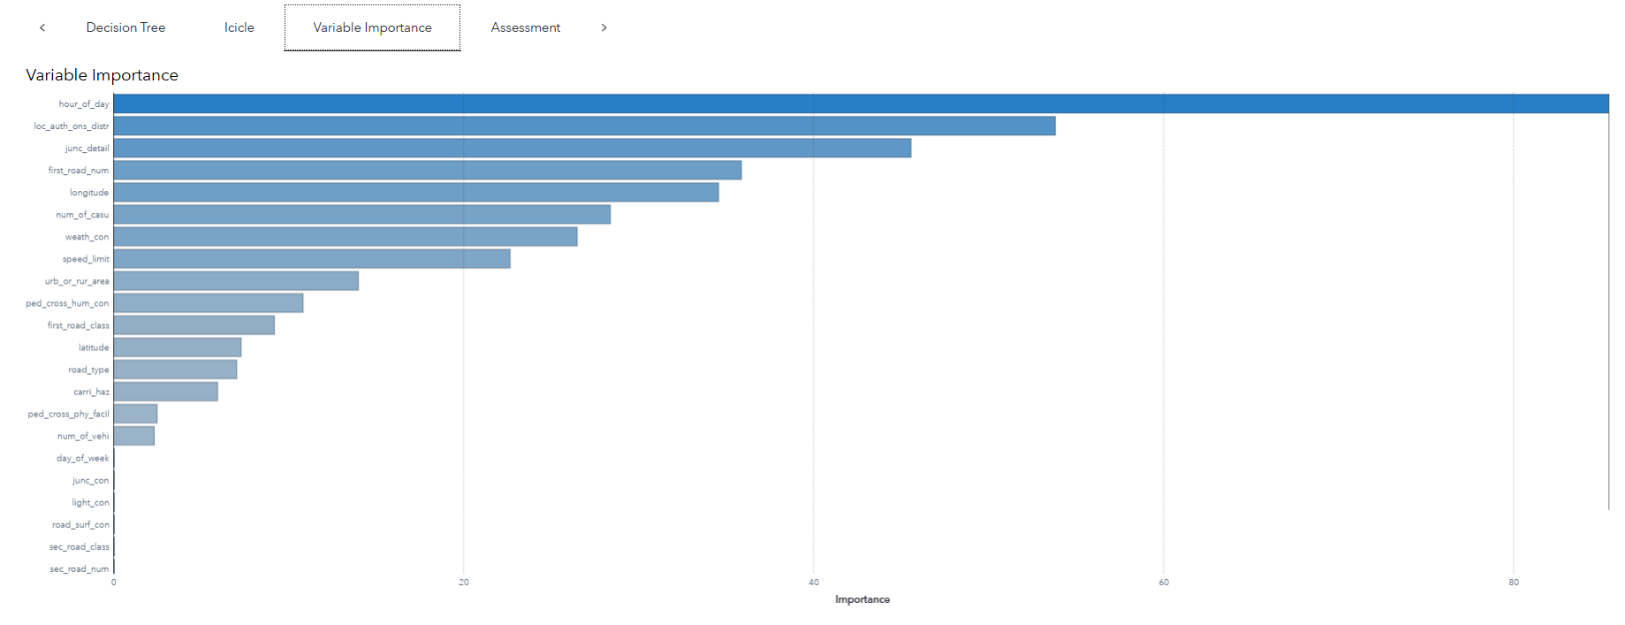 < Decision Tree Icicle Variable Importance Assessment >
Variable Importance
hour_of_day
loc_auth_ons_distr
junc_detail
first_road_num
longitude
num_of_casu
weath_con
speed_limit
urb_or_rur_area
ped_cross_hum_con
first_road_class
latitude
road_type
carri_haz
ped_cross_phy_facil
num_of_vehi
day_of_week
junc_con
light_con
road_surf_con
sec_road_class
sec_road_num
0 20 40 60 80
Importance